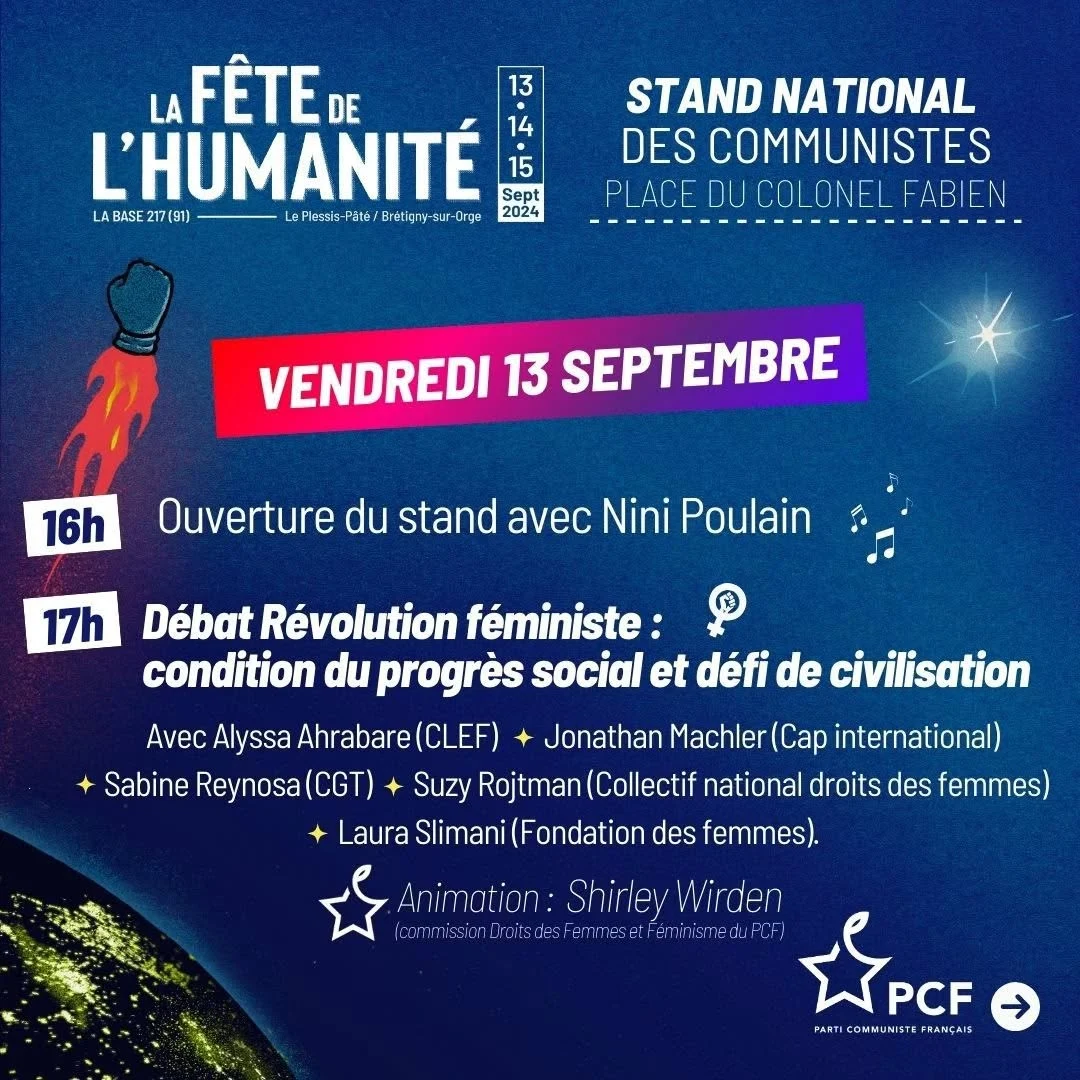 LA FÊTE DE
L'HUMANITÉ
LA BASE 217 (91) Le Plessis-Pâté / Brétigny-sur-Orge
13
•
14
•
15
Sept
2024
STAND NATIONAL
DES COMMUNISTES
PLACE DU COLONEL FABIEN
VENDREDI 13 SEPTEMBRE
16h Ouverture du stand avec Nini Poulain
17h Débat Révolution féministe :
condition du progrès social et défi de civilisation
Avec Alyssa Ahrabare (CLEF) ✦ Jonathan Machler (Cap international)
✦ Sabine Reynosa (CGT) ✦ Suzy Rojtman (Collectif national droits des femmes)
✦ Laura Slimani (Fondation des femmes).
Animation : Shirley Wirden
(commission Droits des Femmes et Féminisme du PCF)
PCF
PARTI COMMUNISTE FRANÇAIS